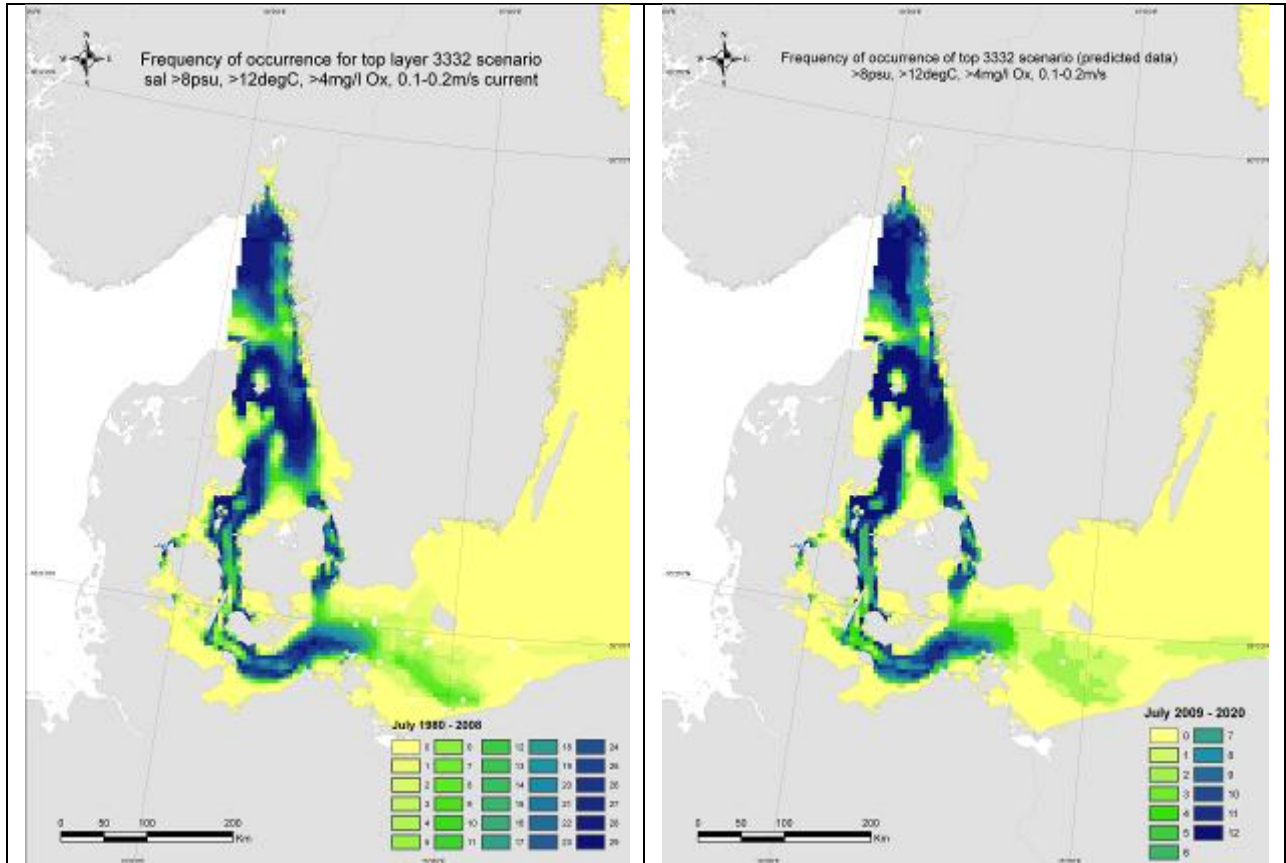 N
Frequency of occurrence for top layer 3332 scenario
sal >8psu, >12degC, >4mg/l Ox, 0.1-0.2m/s current
July 1980 - 2008
0 6 12 18 24
1 7 13 19 25
2 8 14 20 26
3 9 15 21 27
4 10 16 22 28
5 11 17 23 29
0 50 100 200
Km
N
Frequency of occurrence of top 3332 scenario (predicted data)
>8psu, >12degC, >4mg/l Ox, 0.1-0.2m/s
July 2009 - 2020
0 7
1 8
2 9
3 10
4 11
5 12
6
0 50 100 200
Km